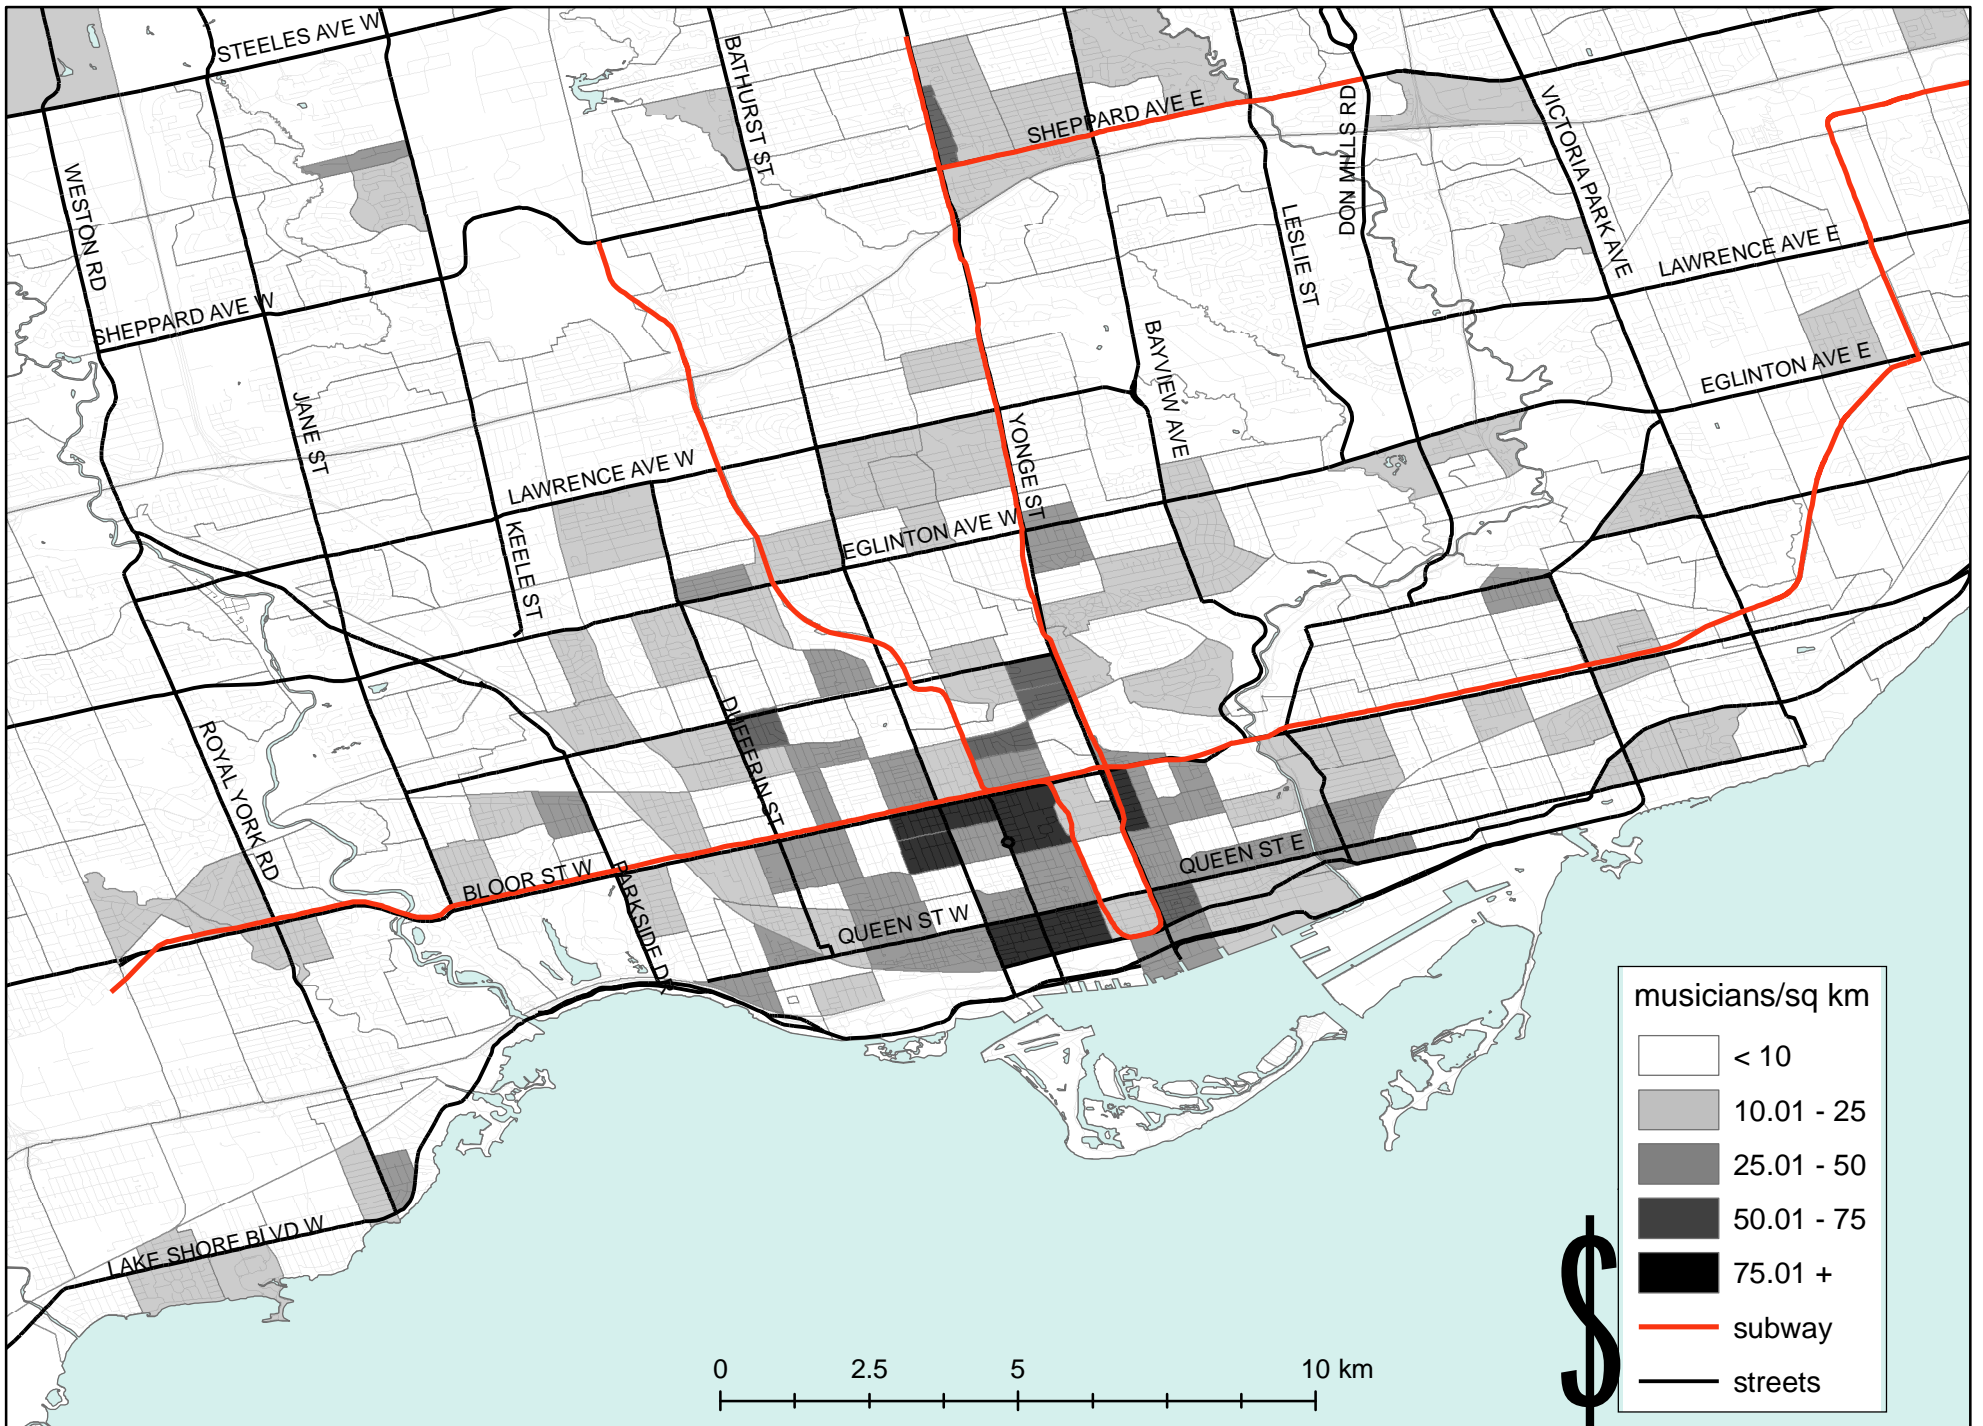 STEELES AVE W
BATHURST ST
SHEPPARD AVE E
DON MILLS RD
VICTORIA PARK AVE
WESTON RD
LESLIE ST
LAWRENCE AVE E
SHEPPARD AVE W
BAYVIEW AVE
EGLINTON AVE E
JANE ST
YONGE ST
LAWRENCE AVE W
KEELE ST
EGLINTON AVE W
DUFFERIN ST
ROYAL YORK RD
BLOOR ST W
PARKSIDE DR
QUEEN ST E
QUEEN ST W
LAKE SHORE BLVD W
musicians/sq km
< 10
10.01 - 25
25.01 - 50
50.01 - 75
75.01 +
subway
streets
$
0 2.5 5 10 km